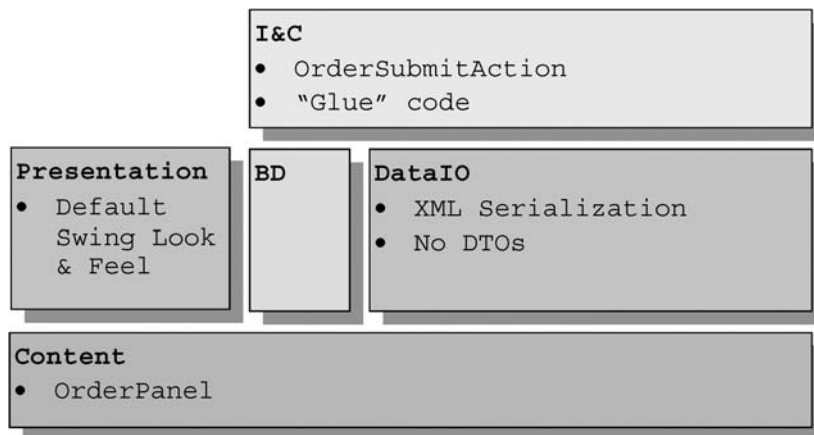 I&C
• OrderSubmitAction
• “Glue” code
Presentation
• Default
Swing Look
& Feel
BD
DataIO
• XML Serialization
• No DTOs
Content
• OrderPanel